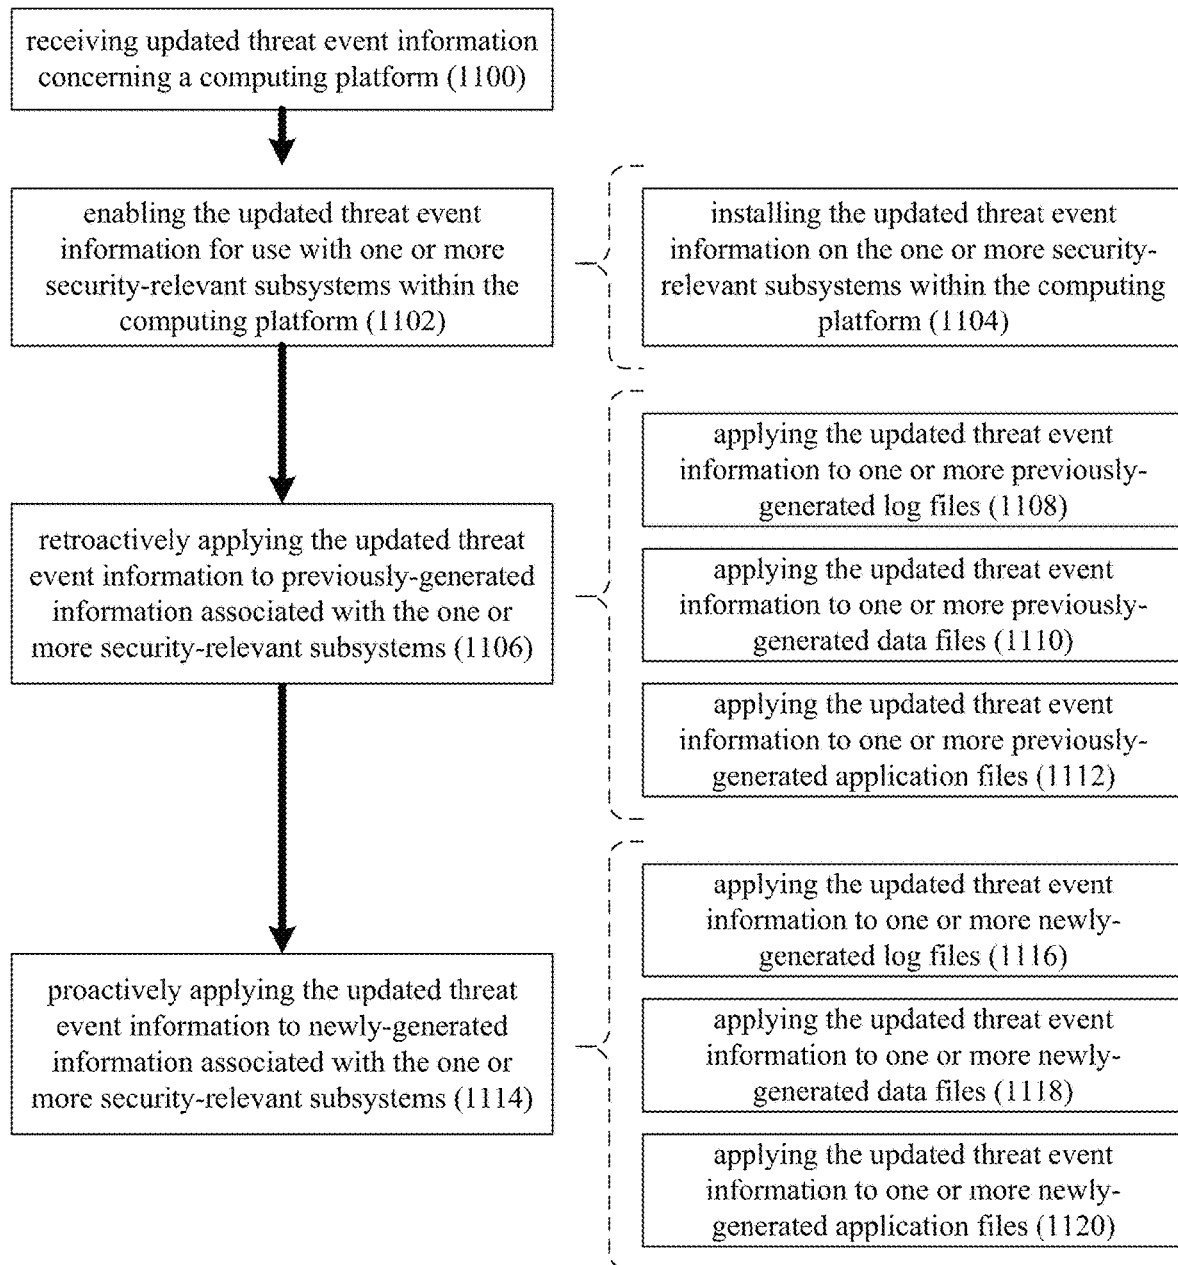 receiving updated threat event information
concerning a computing platform (1100)
enabling the updated threat event
information for use with one or more
security-relevant subsystems within the
computing platform (1102)
installing the updated threat event
information on the one or more security-
relevant subsystems within the computing
platform (1104)
retroactively applying the updated threat
event information to previously-generated
information associated with the one or
more security-relevant subsystems (1106)
applying the updated threat event
information to one or more previously-
generated log files (1108)
applying the updated threat event
information to one or more previously-
generated data files (1110)
applying the updated threat event
information to one or more previously-
generated application files (1112)
proactively applying the updated threat
event information to newly-generated
information associated with the one or
more security-relevant subsystems (1114)
applying the updated threat event
information to one or more newly-
generated log files (1116)
applying the updated threat event
information to one or more newly-
generated data files (1118)
applying the updated threat event
information to one or more newly-
generated application files (1120)